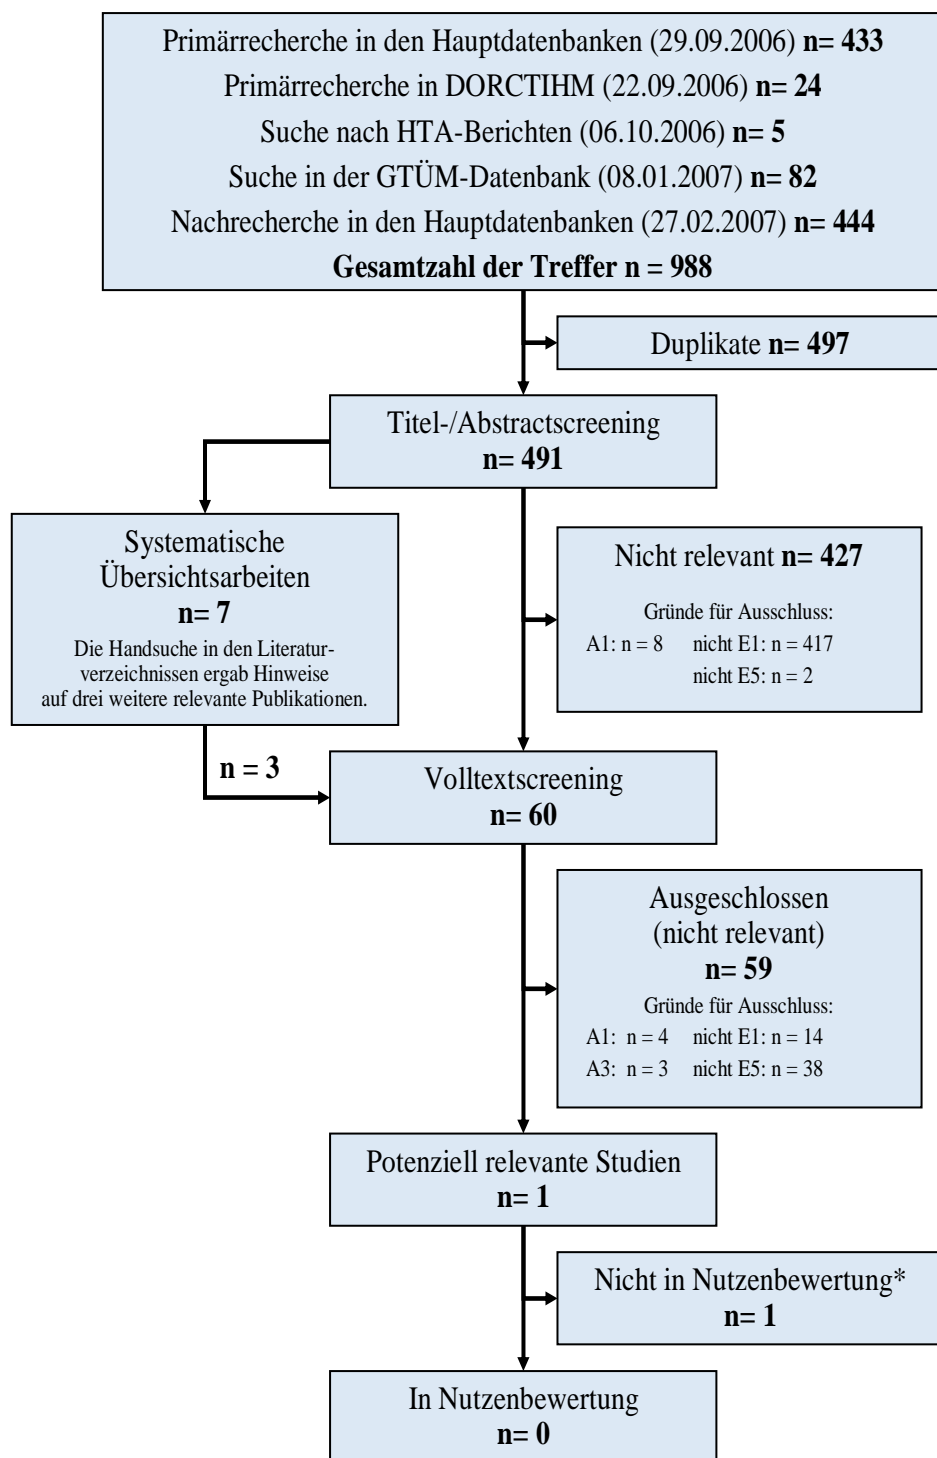 Primärrecherche in den Hauptdatenbanken (29.09.2006) n= 433
Primärrecherche in DORCTIHM (22.09.2006) n= 24
Suche nach HTA-Berichten (06.10.2006) n= 5
Suche in der GTÜM-Datenbank (08.01.2007) n= 82
Nachrecherche in den Hauptdatenbanken (27.02.2007) n= 444
Gesamtzahl der Treffer n = 988
Duplikate n= 497
Titel-/Abstractscreening
n= 491
Systematische
Übersichtsarbeiten
n= 7
Die Handsuche in den Literatur-
verzeichnissen ergab Hinweise
auf drei weitere relevante Publikationen.
Nicht relevant n= 427
Gründe für Ausschluss:
A1: n = 8 nicht E1: n = 417
nicht E5: n = 2
n = 3
Volltextscreening
n= 60
Ausgeschlossen
(nicht relevant)
n= 59
Gründe für Ausschluss:
A1: n = 4 nicht E1: n = 14
A3: n = 3 nicht E5: n = 38
Potenziell relevante Studien
n= 1
Nicht in Nutzenbewertung*
n= 1
In Nutzenbewertung
n= 0